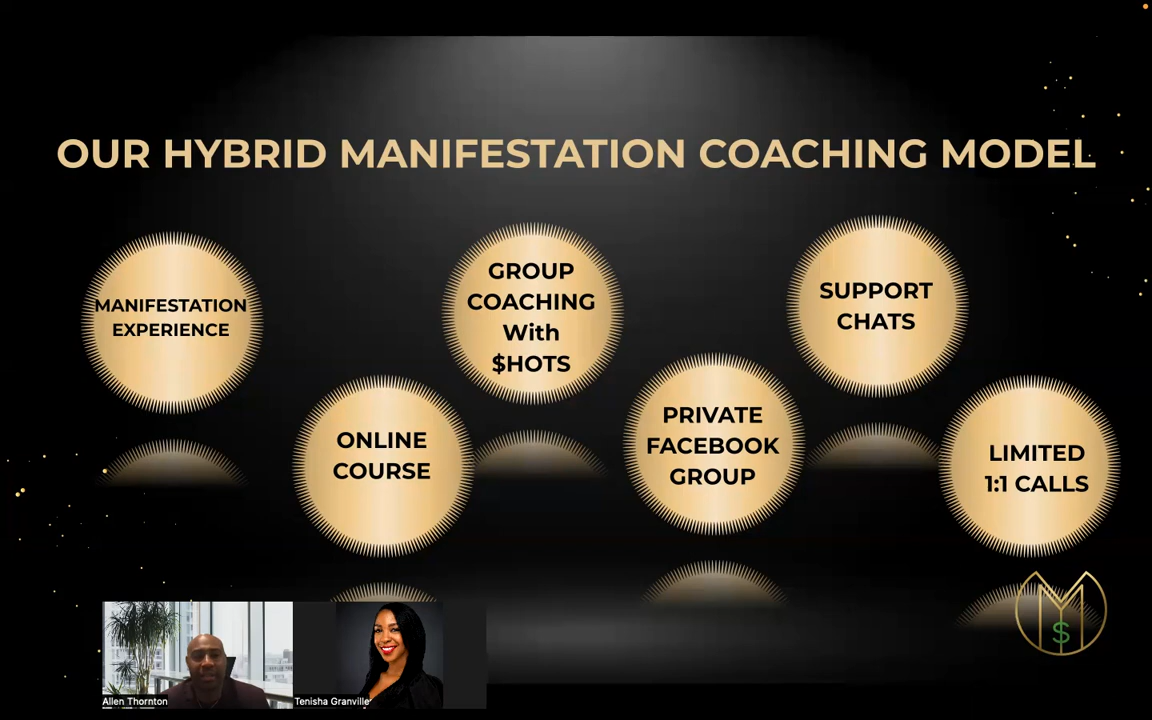 OUR HYBRID MANIFESTATION COACHING MODEL
MANIFESTATION
EXPERIENCE
ONLINE
COURSE
GROUP
COACHING
With
$HOTS
PRIVATE
FACEBOOK
GROUP
SUPPORT
CHATS
LIMITED
1:1 CALLS
M
$
Allen Thornton
Tenisha Granville